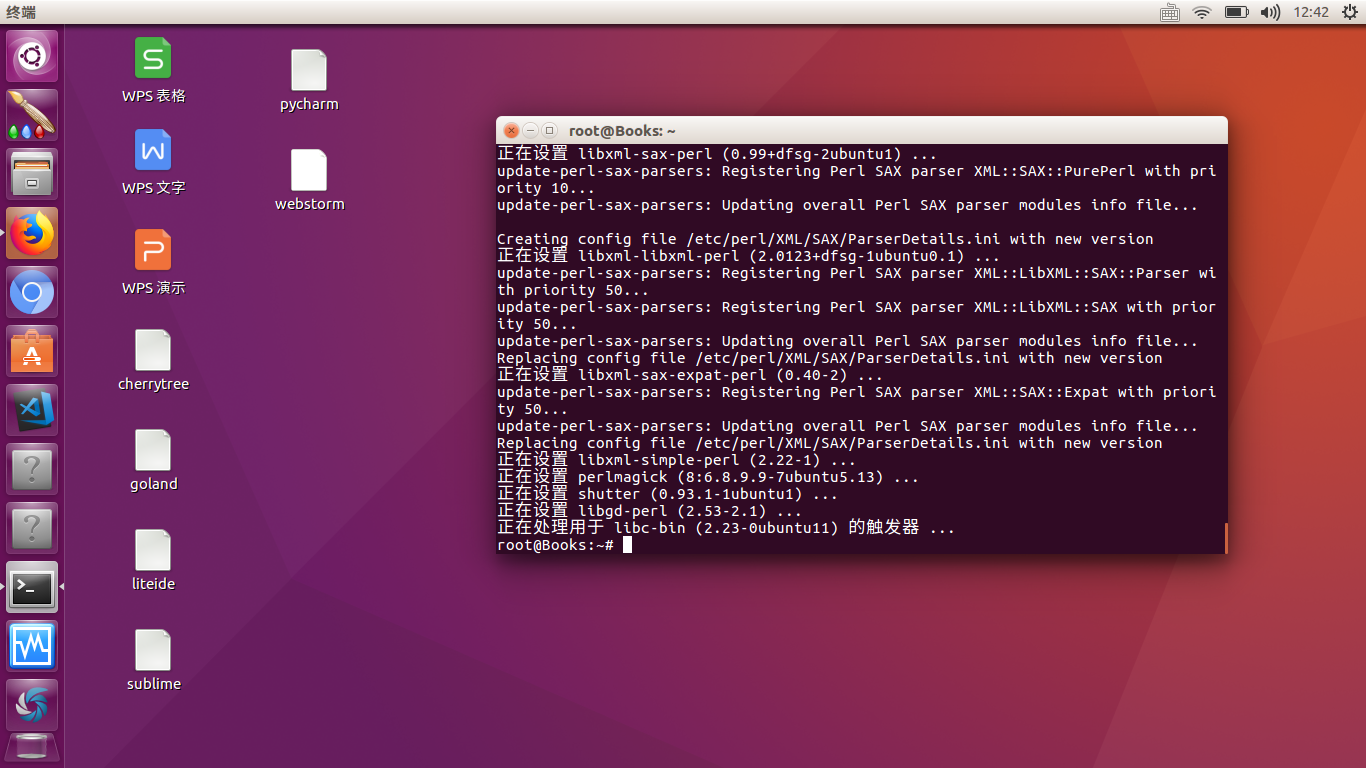 终端
12:42
WPS 表格
WPS 文字
WPS 演示
cherrytree
goland
liteide
sublime
pycharm
webstorm
root@Books: ~
正在设置 libxml-sax-perl (0.99+dfsg-2ubuntu1) ...
update-perl-sax-parsers: Registering Perl SAX parser XML::SAX::PurePerl with pri
ority 10...
update-perl-sax-parsers: Updating overall Perl SAX parser modules info file...
Creating config file /etc/perl/XML/SAX/ParserDetails.ini with new version
正在设置 libxml-libxml-perl (2.0123+dfsg-1ubuntu0.1) ...
update-perl-sax-parsers: Registering Perl SAX parser XML::LibXML::SAX::Parser wi
th priority 50...
update-perl-sax-parsers: Registering Perl SAX parser XML::LibXML::SAX with prior
ity 50...
update-perl-sax-parsers: Updating overall Perl SAX parser modules info file...
Replacing config file /etc/perl/XML/SAX/ParserDetails.ini with new version
正在设置 libxml-sax-expat-perl (0.40-2) ...
update-perl-sax-parsers: Registering Perl SAX parser XML::SAX::Expat with priori
ty 50...
update-perl-sax-parsers: Updating overall Perl SAX parser modules info file...
Replacing config file /etc/perl/XML/SAX/ParserDetails.ini with new version
正在设置 libxml-simple-perl (2.22-1) ...
正在设置 perlmagick (8:6.8.9.9-7ubuntu5.13) ...
正在设置 shutter (0.93.1-1ubuntu1) ...
正在设置 libgd-perl (2.53-2.1) ...
正在处理用于 libc-bin (2.23-0ubuntu11) 的触发器 ...
root@Books:~#